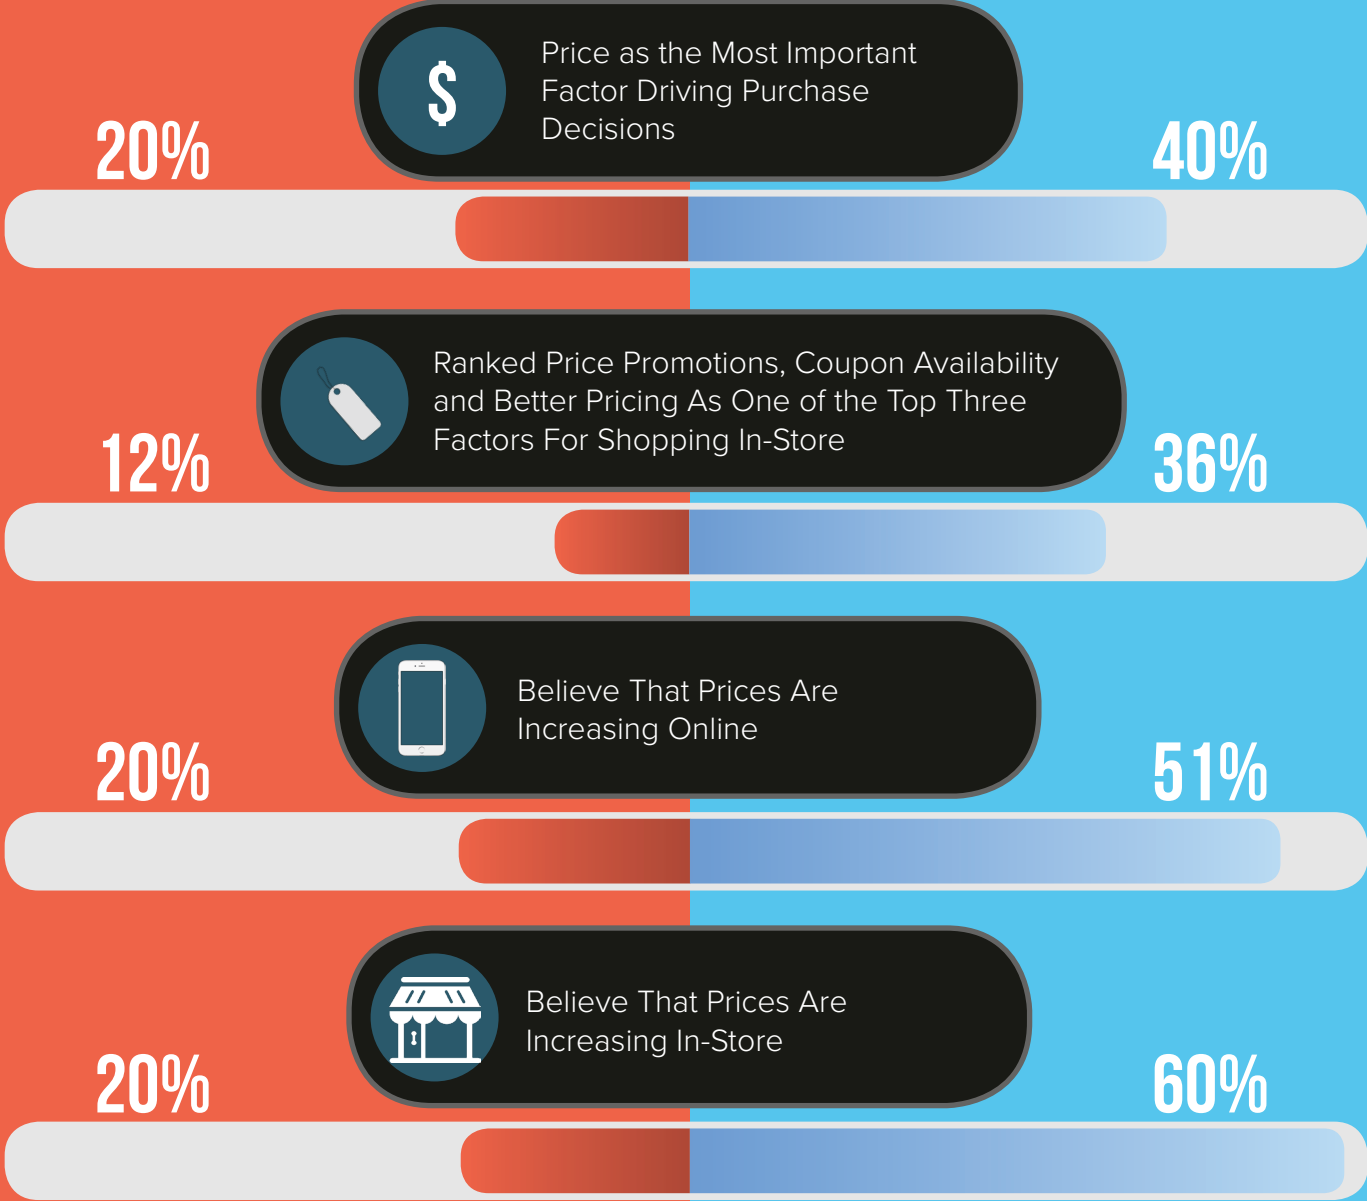 $
Price as the Most Important
Factor Driving Purchase
Decisions
20%
40%
Ranked Price Promotions, Coupon Availability
and Better Pricing As One of the Top Three
Factors For Shopping In-Store
12%
36%
Believe That Prices Are
Increasing Online
20%
51%
Believe That Prices Are
Increasing In-Store
20%
60%